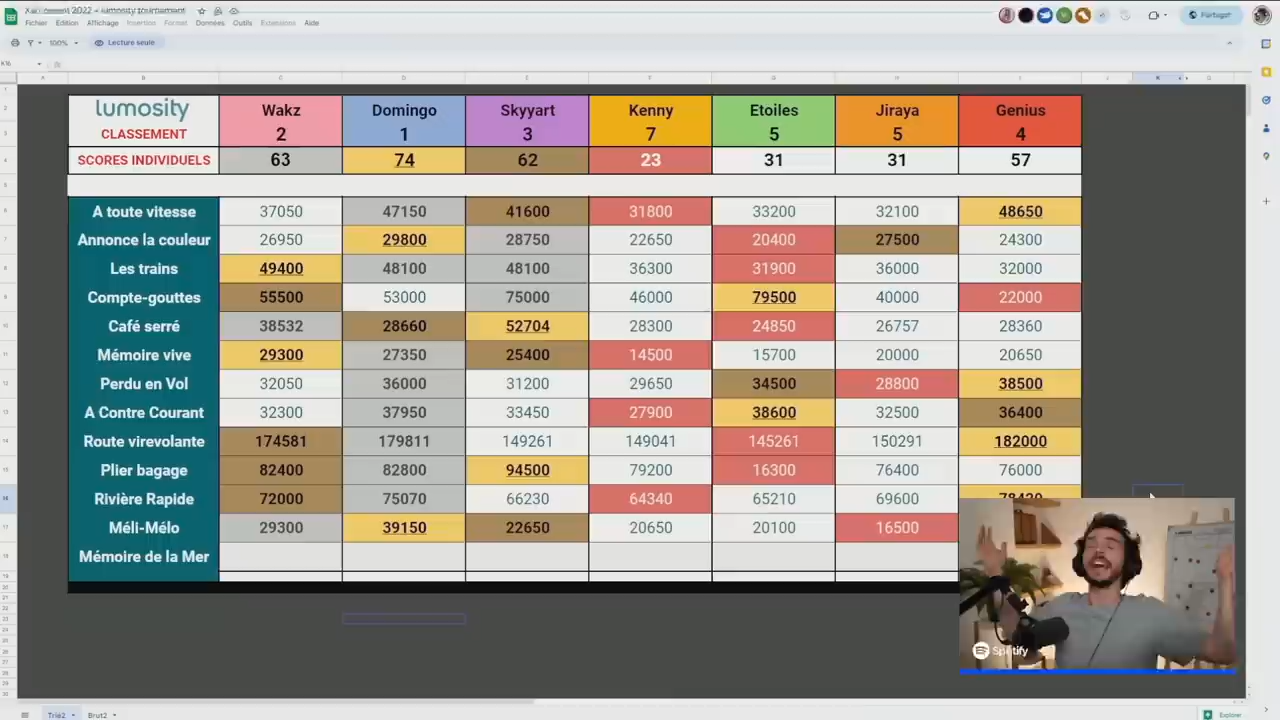 2022 - lumosity tournament
Fichier Edition Affichage Insertion Format Données Outils Extensions Aide
Partager
100% Lecture seule
lumosity Wakz Domingo Skyyart Kenny Etoiles Jiraya Genius
CLASSEMENT 2 1 3 7 5 5 4
SCORES INDIVIDUELS 63 74 62 23 31 31 57
A toute vitesse 37050 47150 41600 31800 33200 32100 48650
Annonce la couleur 26950 29800 28750 22650 20400 27500 24300
Les trains 49400 48100 48100 36300 31900 36000 32000
Compte-gouttes 55500 53000 75000 46000 79500 40000 22000
Café serré 38532 28660 52704 28300 24850 26757 28360
Mémoire vive 29300 27350 25400 14500 15700 20000 20650
Perdu en Vol 32050 36000 31200 29650 34500 28800 38500
A Contre Courant 32300 37950 33450 27900 38600 32500 36400
Route virevolante 174581 179811 149261 149041 145261 150291 182000
Plier bagage 82400 82800 94500 79200 16300 76400 76000
Rivière Rapide 72000 75070 66230 64340 65210 69600
Méli-Mélo 29300 39150 22650 20650 20100 16500
Mémoire de la Mer
Spotify
Trié2 Brut2 Explorer